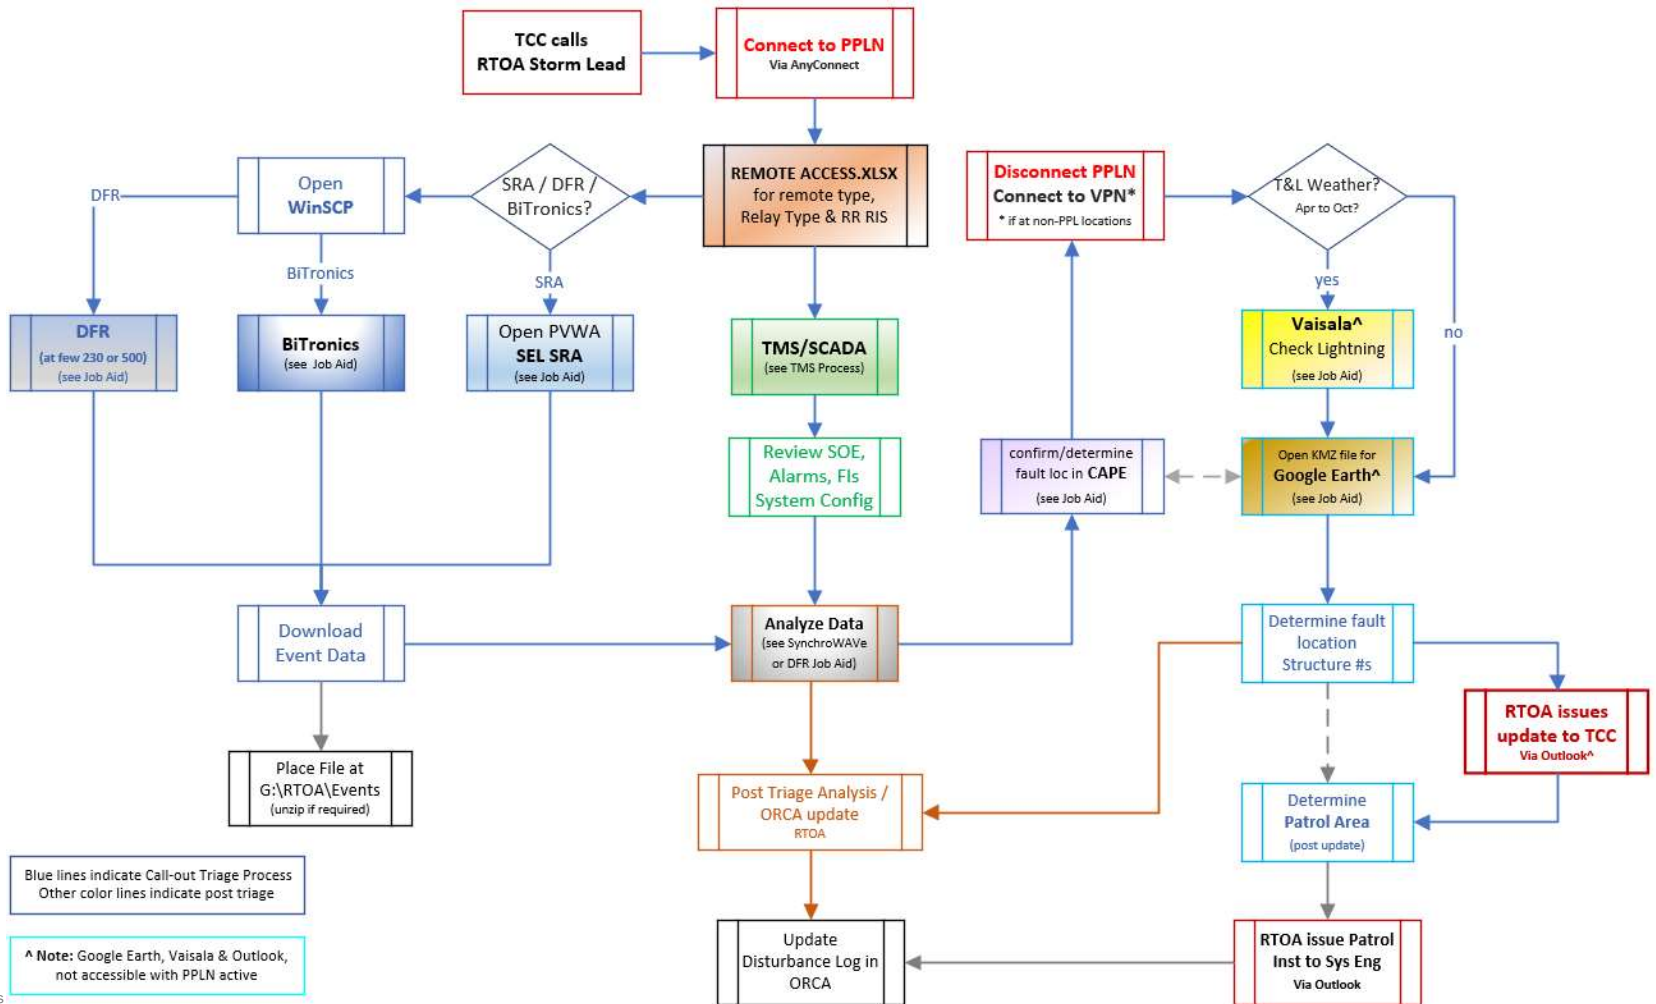 TCC calls
RTOA Storm Lead
Connect to PPLN
Via AnyConnect
DFR
Open
WinSCP
SRA / DFR /
BiTronics?
REMOTE ACCESS.XLSX
for remote type,
Relay Type & RR RIS
Disconnect PPLN
Connect to VPN*
* if at non-PPL locations
T&L Weather?
Apr to Oct?
BiTronics
SRA
yes
no
DFR
(at few 230 or 500)
(see Job Aid)
BiTronics
(see Job Aid)
Open PVWA
SEL SRA
(see Job Aid)
TMS/SCADA
(see TMS Process)
Vaisala^
Check Lightning
(see Job Aid)
Review SOE,
Alarms, FIs
System Config
confirm/determine
fault loc in CAPE
(see Job Aid)
Open KMZ file for
Google Earth^
(see Job Aid)
Download
Event Data
Analyze Data
(see SynchroWAVe
or DFR Job Aid)
Determine fault
location
Structure #s
RTOA issues
update to TCC
Via Outlook^
Place File at
G:\RTOA\Events
(unzip if required)
Post Triage Analysis /
ORCA update
RTOA
Determine
Patrol Area
(post update)
Blue lines indicate Call-out Triage Process
Other color lines indicate post triage
^ Note: Google Earth, Vaisala & Outlook,
not accessible with PPLN active
Update
Disturbance Log in
ORCA
RTOA issue Patrol
Inst to Sys Eng
Via Outlook
s